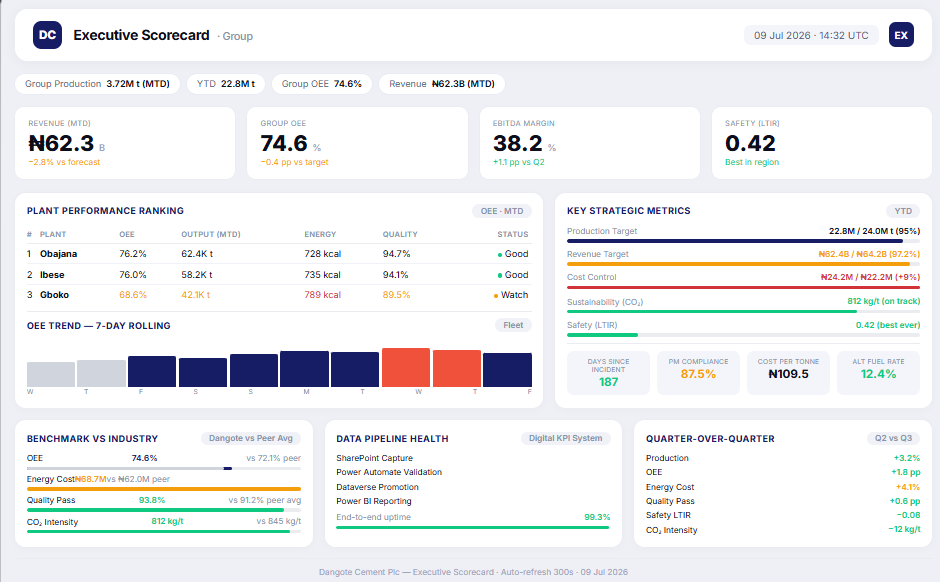 DC Executive Scorecard · Group 09 Jul 2026 · 14:32 UTC EX
Group Production 3.72M t (MTD) YTD 22.8M t Group OEE 74.6% Revenue ₦62.3B (MTD)
REVENUE (MTD)
₦62.3 B
−2.8% vs forecast
GROUP OEE
74.6 %
−0.4 pp vs target
EBITDA MARGIN
38.2 %
+1.1 pp vs Q2
SAFETY (LTIR)
0.42
Best in region
PLANT PERFORMANCE RANKING OEE · MTD
# PLANT OEE OUTPUT (MTD) ENERGY QUALITY STATUS
1 Obajana 76.2% 62.4K t 728 kcal 94.7% Good
2 Ibese 76.0% 58.2K t 735 kcal 94.1% Good
3 Gboko 68.6% 42.1K t 789 kcal 89.5% Watch
OEE TREND — 7-DAY ROLLING Fleet
W T F S S M T W T F
KEY STRATEGIC METRICS YTD
Production Target 22.8M / 24.0M t (95%)
Revenue Target ₦62.4B / ₦64.2B (97.2%)
Cost Control ₦24.2M / ₦22.2M (+9%)
Sustainability (CO₂) 812 kg/t (on track)
Safety (LTIR) 0.42 (best ever)
DAYS SINCE
INCIDENT
187
PM COMPLIANCE
87.5%
COST PER TONNE
₦109.5
ALT FUEL RATE
12.4%
BENCHMARK VS INDUSTRY Dangote vs Peer Avg
OEE 74.6% vs 72.1% peer
Energy Cost₦68.7Mvs ₦62.0M peer
Quality Pass 93.8% vs 91.2% peer avg
CO₂ Intensity 812 kg/t vs 845 kg/t
DATA PIPELINE HEALTH Digital KPI System
SharePoint Capture
Power Automate Validation
Dataverse Promotion
Power BI Reporting
End-to-end uptime 99.3%
QUARTER-OVER-QUARTER Q2 vs Q3
Production +3.2%
OEE +1.8 pp
Energy Cost +4.1%
Quality Pass +0.6 pp
Safety LTIR −0.08
CO₂ Intensity −12 kg/t
Dangote Cement Plc — Executive Scorecard · Auto-refresh 300s · 09 Jul 2026